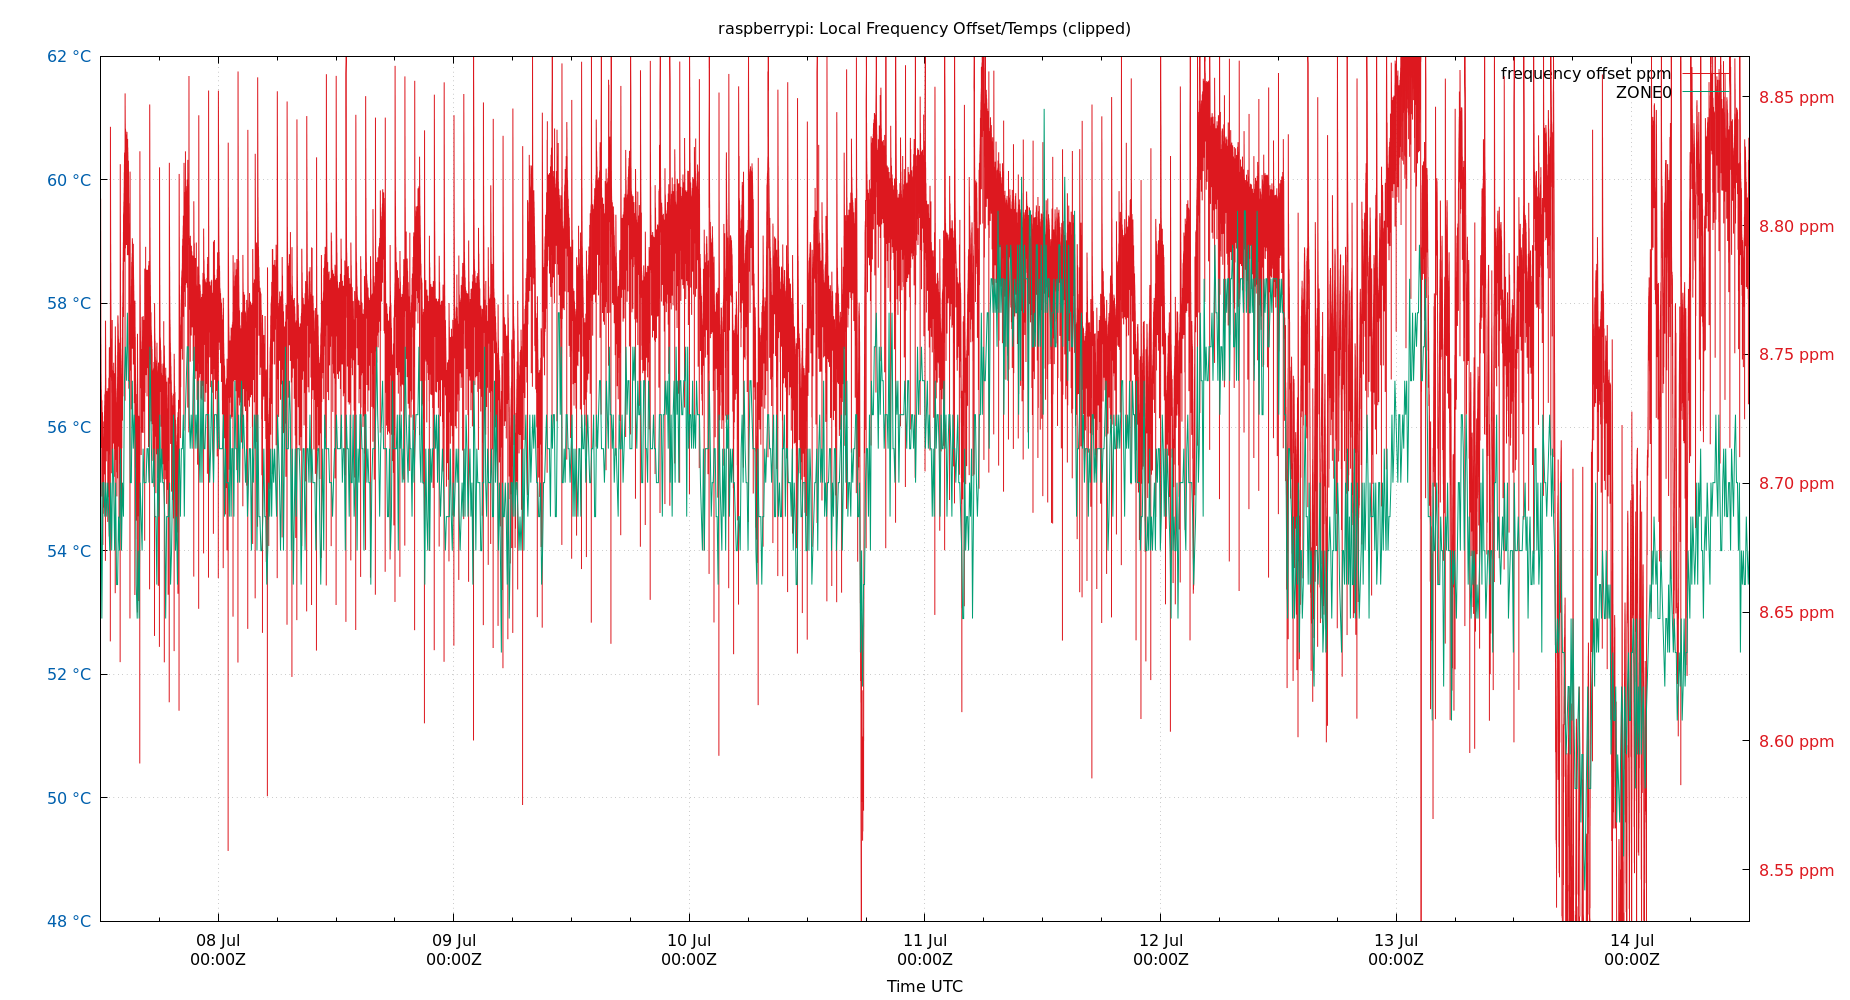 raspberrypi: Local Frequency Offset/Temps (clipped)
62 °C
60 °C
58 °C
56 °C
54 °C
52 °C
50 °C
48 °C
frequency offset ppm
ZONE0
8.85 ppm
8.80 ppm
8.75 ppm
8.70 ppm
8.65 ppm
8.60 ppm
8.55 ppm
08 Jul
00:00Z
09 Jul
00:00Z
10 Jul
00:00Z
11 Jul
00:00Z
12 Jul
00:00Z
13 Jul
00:00Z
14 Jul
00:00Z
Time UTC